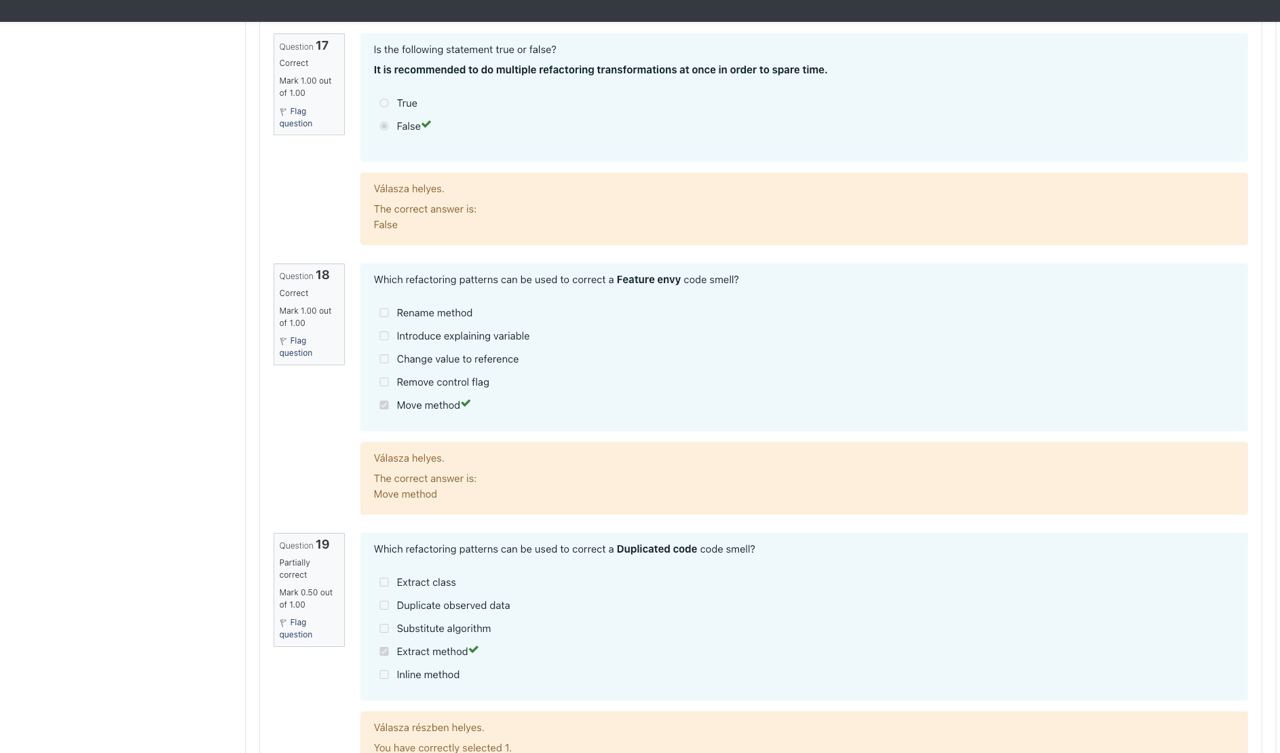 Question 17
Correct
Mark 1.00 out
of 1.00
Flag
question
Is the following statement true or false?
It is recommended to do multiple refactoring transformations at once in order to spare time.
True
False
Válasza helyes.
The correct answer is:
False
Question 18
Correct
Mark 1.00 out
of 1.00
Flag
question
Which refactoring patterns can be used to correct a Feature envy code smell?
Rename method
Introduce explaining variable
Change value to reference
Remove control flag
Move method
Válasza helyes.
The correct answer is:
Move method
Question 19
Partially
correct
Mark 0.50 out
of 1.00
Flag
question
Which refactoring patterns can be used to correct a Duplicated code code smell?
Extract class
Duplicate observed data
Substitute algorithm
Extract method
Inline method
Válasza részben helyes.
You have correctly selected 1.